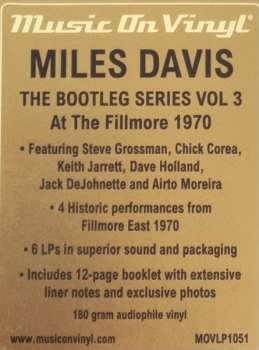 Music On Vinyl®
MILES DAVIS
THE BOOTLEG SERIES VOL 3
At The Fillmore 1970
• Featuring Steve Grossman, Chick Corea,
Keith Jarrett, Dave Holland,
Jack DeJohnette and Airto Moreira
• 4 Historic performances from
Fillmore East 1970
• 6 LPs in superior sound and packaging
• Includes 12-page booklet with extensive
liner notes and exclusive photos
180 gram audiophile vinyl
www.musiconvinyl.com MOVLP1051